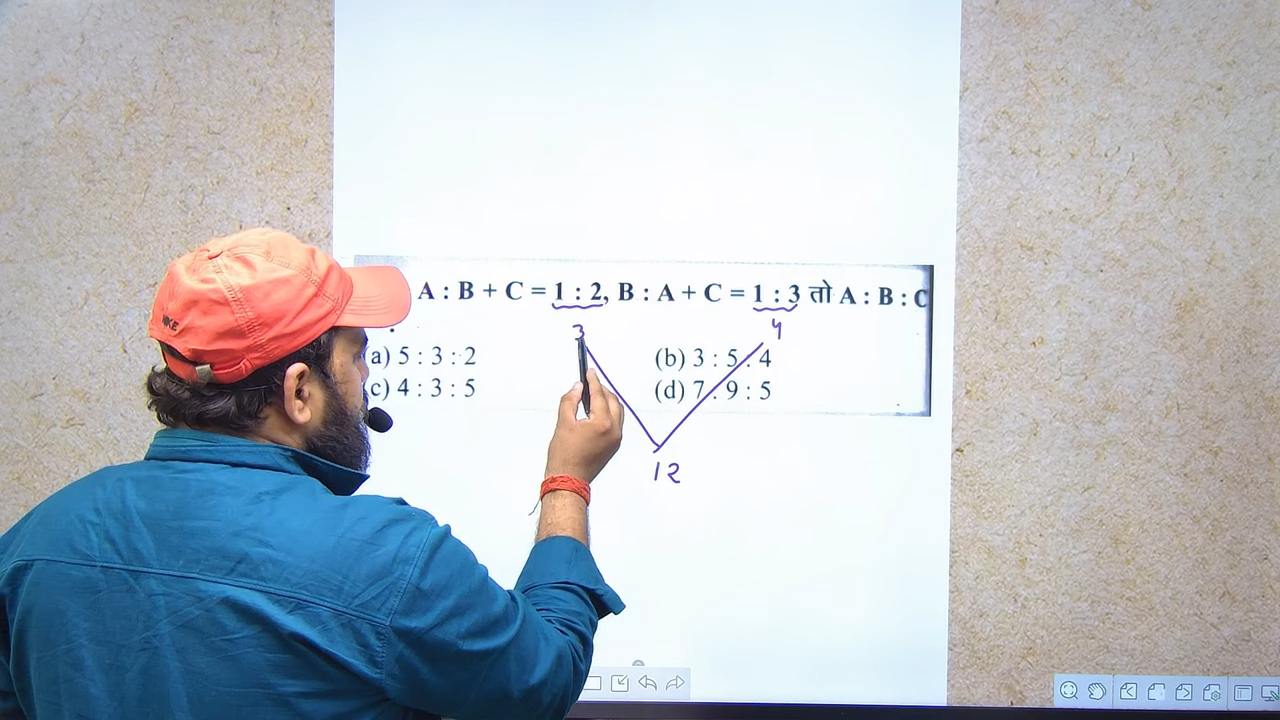 A : B + C = 1 : 2, B : A + C = 1 : 3 तो A : B : C
3 4
(a) 5 : 3 : 2 (b) 3 : 5 : 4
(c) 4 : 3 : 5 (d) 7 : 9 : 5
12
NIKE